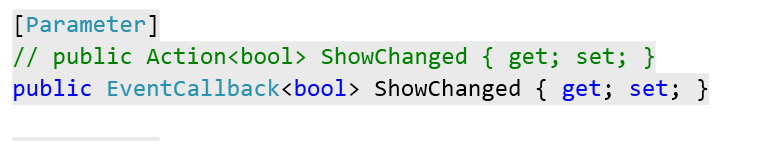 [Parameter]
// public Action<bool> ShowChanged { get; set; }
public EventCallback<bool> ShowChanged { get; set; }